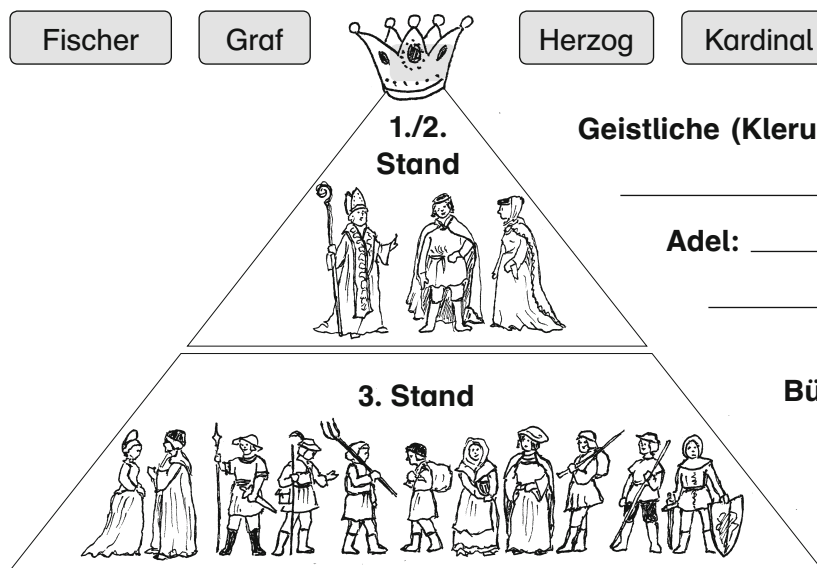 Fischer Graf Herzog Kardinal
1./2.
Stand
Geistliche (Kleru
Adel:
3. Stand
Bü